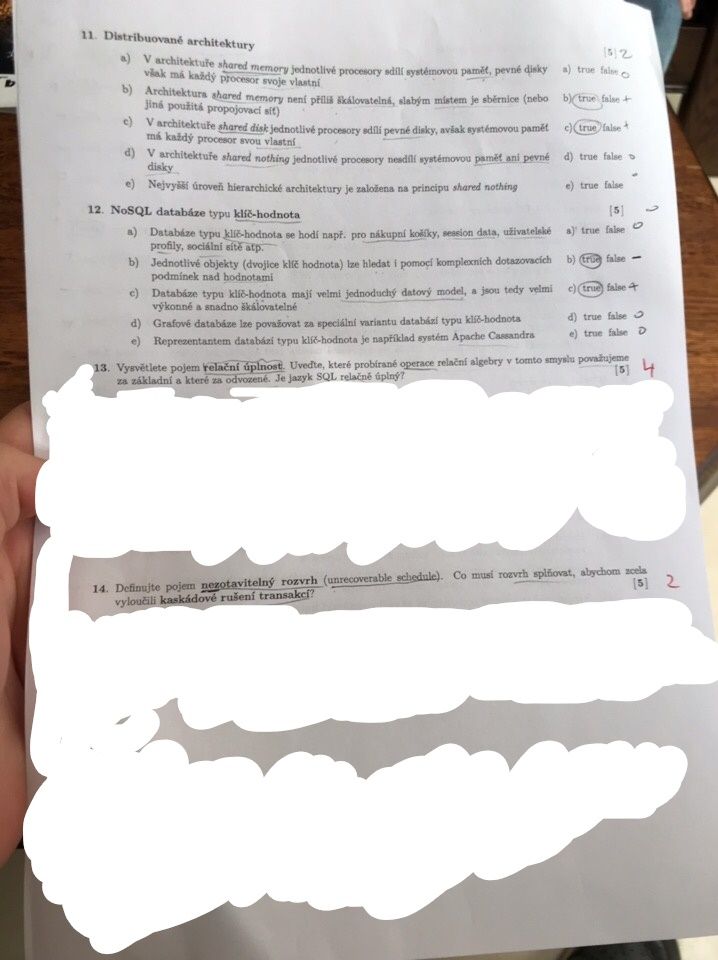 11. Distribuované architektury [5] 2
a) V architektuře shared memory jednotlivé procesory sdílí systémovou paměť, pevné disky a) true false o
však má každý procesor svoje vlastní
b) Architektura shared memory není příliš škálovatelná, slabým místem je sběrnice (nebo b) true false +
jiná použitá propojovací síť)
c) V architektuře shared disk jednotlivé procesory sdílí pevné disky, avšak systémovou paměť c) true false +
má každý procesor svou vlastní
d) V architektuře shared nothing jednotlivé procesory nesdílí systémovou paměť ani pevné d) true false o
disky
e) Nejvyšší úroveň hierarchické architektury je založena na principu shared nothing e) true false
12. NoSQL databáze typu klíč-hodnota [5]
a) Databáze typu klíč-hodnota se hodí např. pro nákupní košíky, session data, uživatelské a) true false o
profily, sociální sítě atp.
b) Jednotlivé objekty (dvojice klíč hodnota) lze hledat i pomocí komplexních dotazovacích b) true false –
podmínek nad hodnotami
c) Databáze typu klíč-hodnota mají velmi jednoduchý datový model, a jsou tedy velmi c) true false +
výkonné a snadno škálovatelné
d) Grafové databáze lze považovat za speciální variantu databází typu klíč-hodnota d) true false o
e) Reprezentantem databází typu klíč-hodnota je například systém Apache Cassandra e) true false o
13. Vysvětlete pojem relační úplnost. Uveďte, které probírané operace relační algebry v tomto smyslu považujeme
za základní a které za odvozené. Je jazyk SQL relačně úplný? [5] 4
14. Definujte pojem nezotavitelný rozvrh (unrecoverable schedule). Co musí rozvrh splňovat, abychom zcela
vyloučili kaskádové rušení transakcí? [5] 2